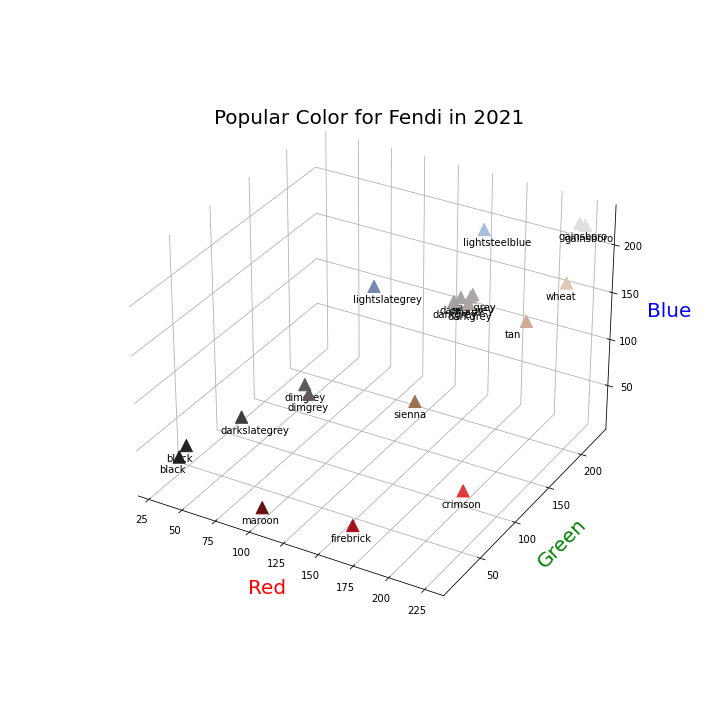 Popular Color for Fendi in 2021
lightsteelblue
gainsboro
gainsboro
wheat
lightslategrey
darkgrey
darkgrey
tan
dimgrey
dimgrey
sienna
darkslategrey
black
black
crimson
maroon
firebrick
200
150
100
50
Blue
200
150
100
50
Green
25
50
75
100
125
150
175
200
225
Red